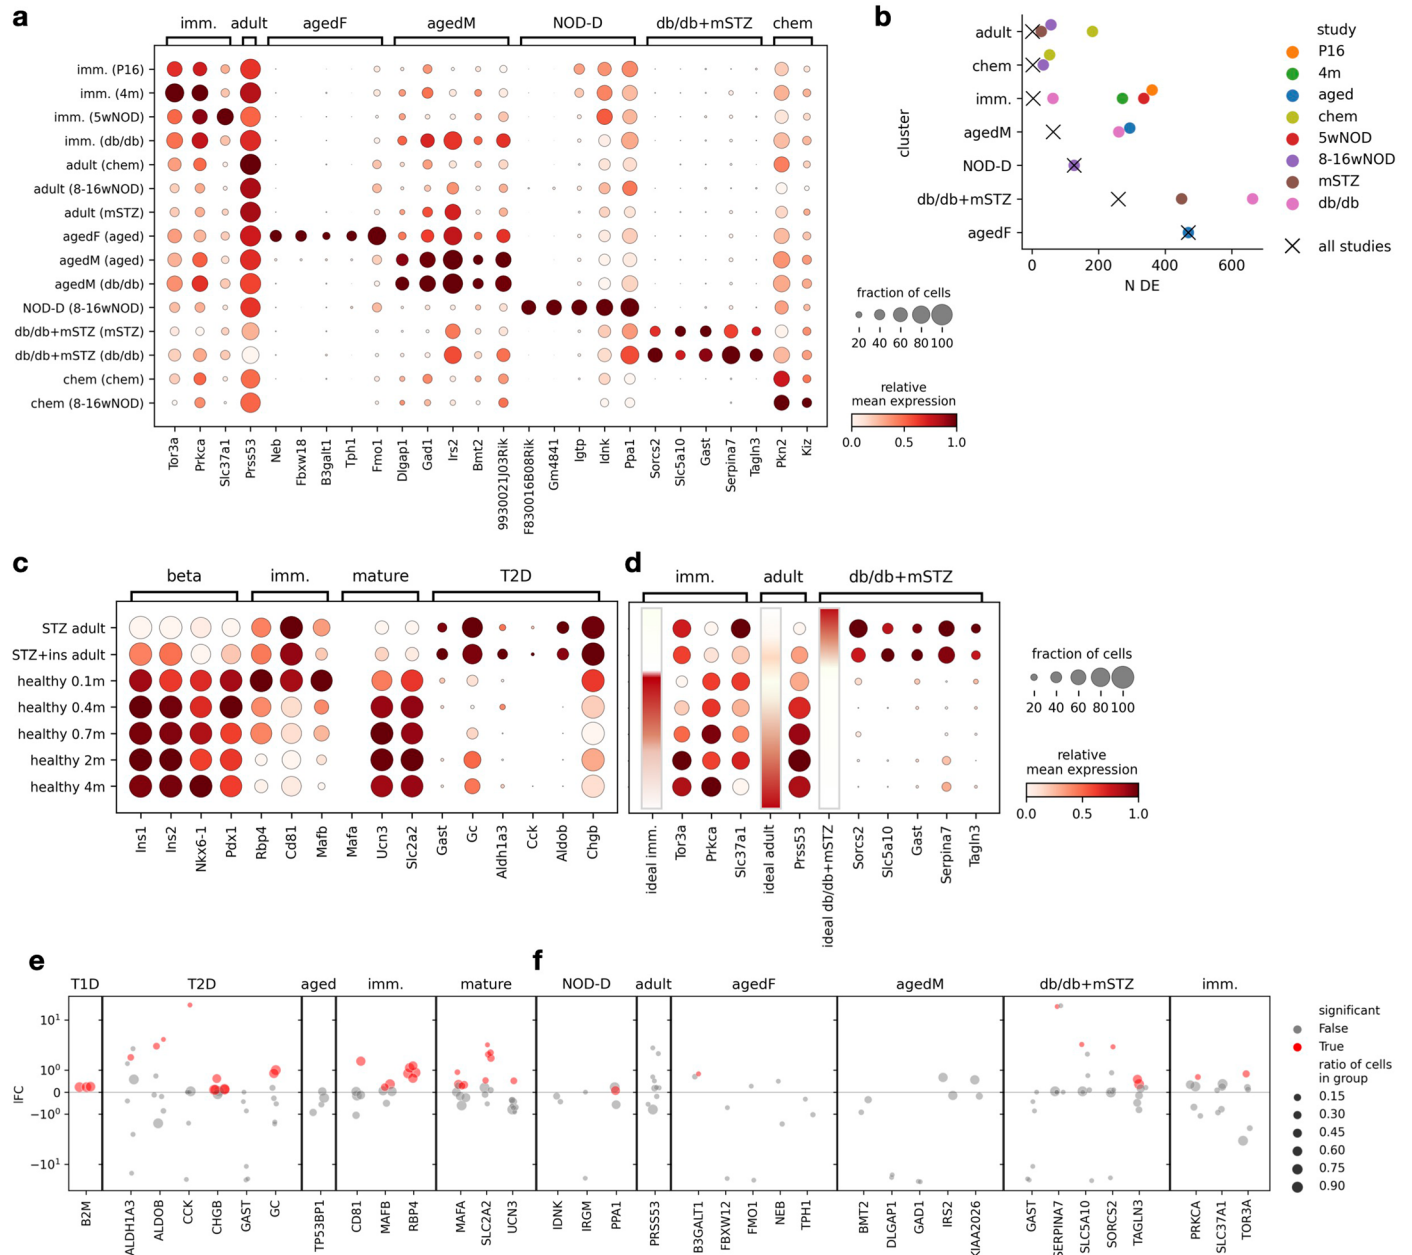 a
imm. adult agedF agedM NOD-D db/db+mSTZ chem
imm. (P16)
imm. (4m)
imm. (5wNOD)
imm. (db/db)
adult (chem)
adult (8-16wNOD)
adult (mSTZ)
agedF (aged)
agedM (aged)
agedM (db/db)
NOD-D (8-16wNOD)
db/db+mSTZ (mSTZ)
db/db+mSTZ (db/db)
chem (chem)
chem (8-16wNOD)
Tor3a Prkca Slc37a1 Prss53 Neb Fbxw18 B3galt1 Tph1 Fmo1 Dlgap1 Gad1 Irs2 Bmt2 9930021J03Rik F830016B08Rik Gm4841 Igtp Idnk Ppa1 Sorcs2 Slc5a10 Gast Serpina7 Tagln3 Pkn2 Kiz
fraction of cells
20 40 60 80 100
relative
mean expression
0.0 0.5 1.0
b
cluster
adult
chem
imm.
agedM
NOD-D
db/db+mSTZ
agedF
0 200 400 600
N DE
study
P16
4m
aged
chem
5wNOD
8-16wNOD
mSTZ
db/db
all studies
c
beta imm. mature T2D
STZ adult
STZ+ins adult
healthy 0.1m
healthy 0.4m
healthy 0.7m
healthy 2m
healthy 4m
Ins1 Ins2 Nkx6-1 Pdx1 Rbp4 Cd81 Mafb Mafa Ucn3 Slc2a2 Gast Gc Aldh1a3 Cck Aldob Chgb
d
imm. adult db/db+mSTZ
ideal imm. Tor3a Prkca Slc37a1 ideal adult Prss53 ideal db/db+mSTZ Sorcs2 Slc5a10 Gast Serpina7 Tagln3
fraction of cells
20 40 60 80 100
relative
mean expression
0.0 0.5 1.0
e
T1D T2D aged imm. mature
lFC
10¹
10⁰
0
−10⁰
−10¹
B2M ALDH1A3 ALDOB CCK CHGB GAST GC TP53BP1 CD81 MAFB RBP4 MAFA SLC2A2 UCN3
f
NOD-D adult agedF agedM db/db+mSTZ imm.
IDNK IRGM PPA1 PRSS53 B3GALT1 FBXW12 FMO1 NEB TPH1 BMT2 DLGAP1 GAD1 IRS2 KIAA2026 GAST SERPINA7 SLC5A10 SORCS2 TAGLN3 PRKCA SLC37A1 TOR3A
significant
False
True
ratio of cells
in group
0.15
0.30
0.45
0.60
0.75
0.90